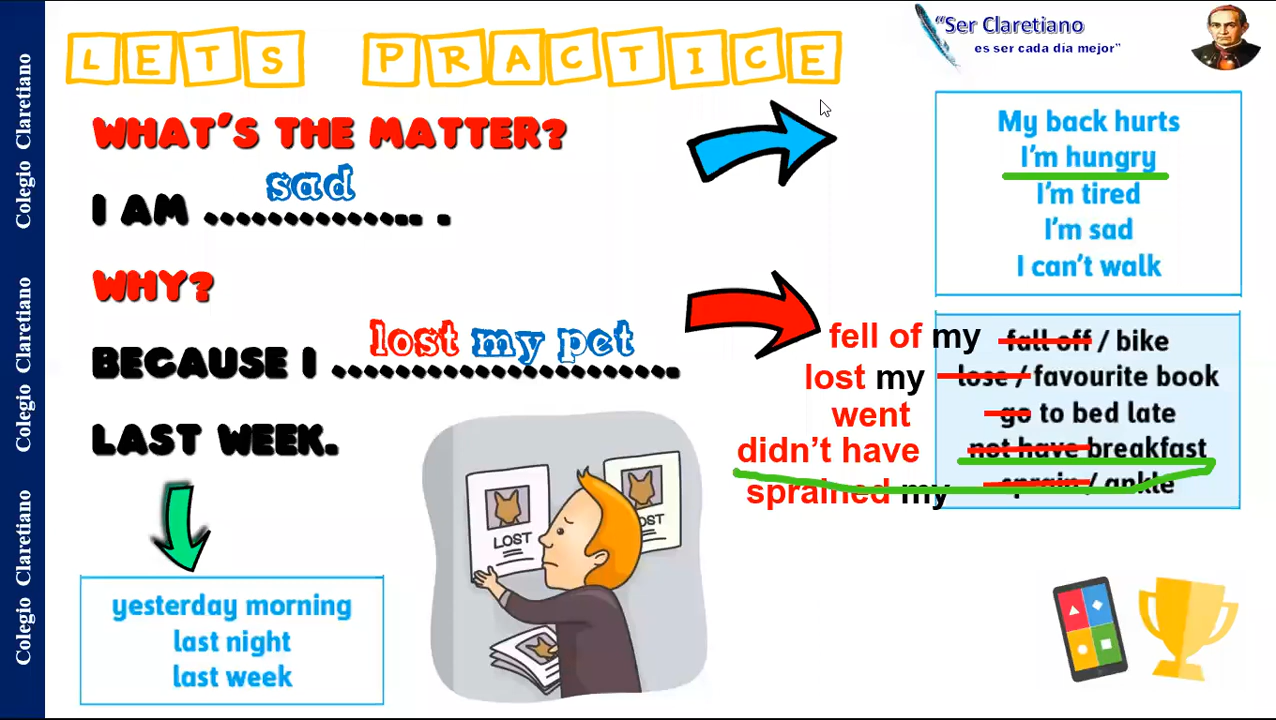 LETS PRACTICE
"Ser Claretiano
es ser cada día mejor"
Colegio Claretiano
Colegio Claretiano
Colegio Claretiano
WHAT'S THE MATTER?
I AM sad ................ .
WHY?
BECAUSE I lost my pet ........................
LAST WEEK.
yesterday morning
last night
last week
My back hurts
I'm hungry
I'm tired
I'm sad
I can't walk
fell of my fall off / bike
lost my lose / favourite book
went go to bed late
didn't have not have breakfast
sprained my sprain / ankle
LOST
LOST